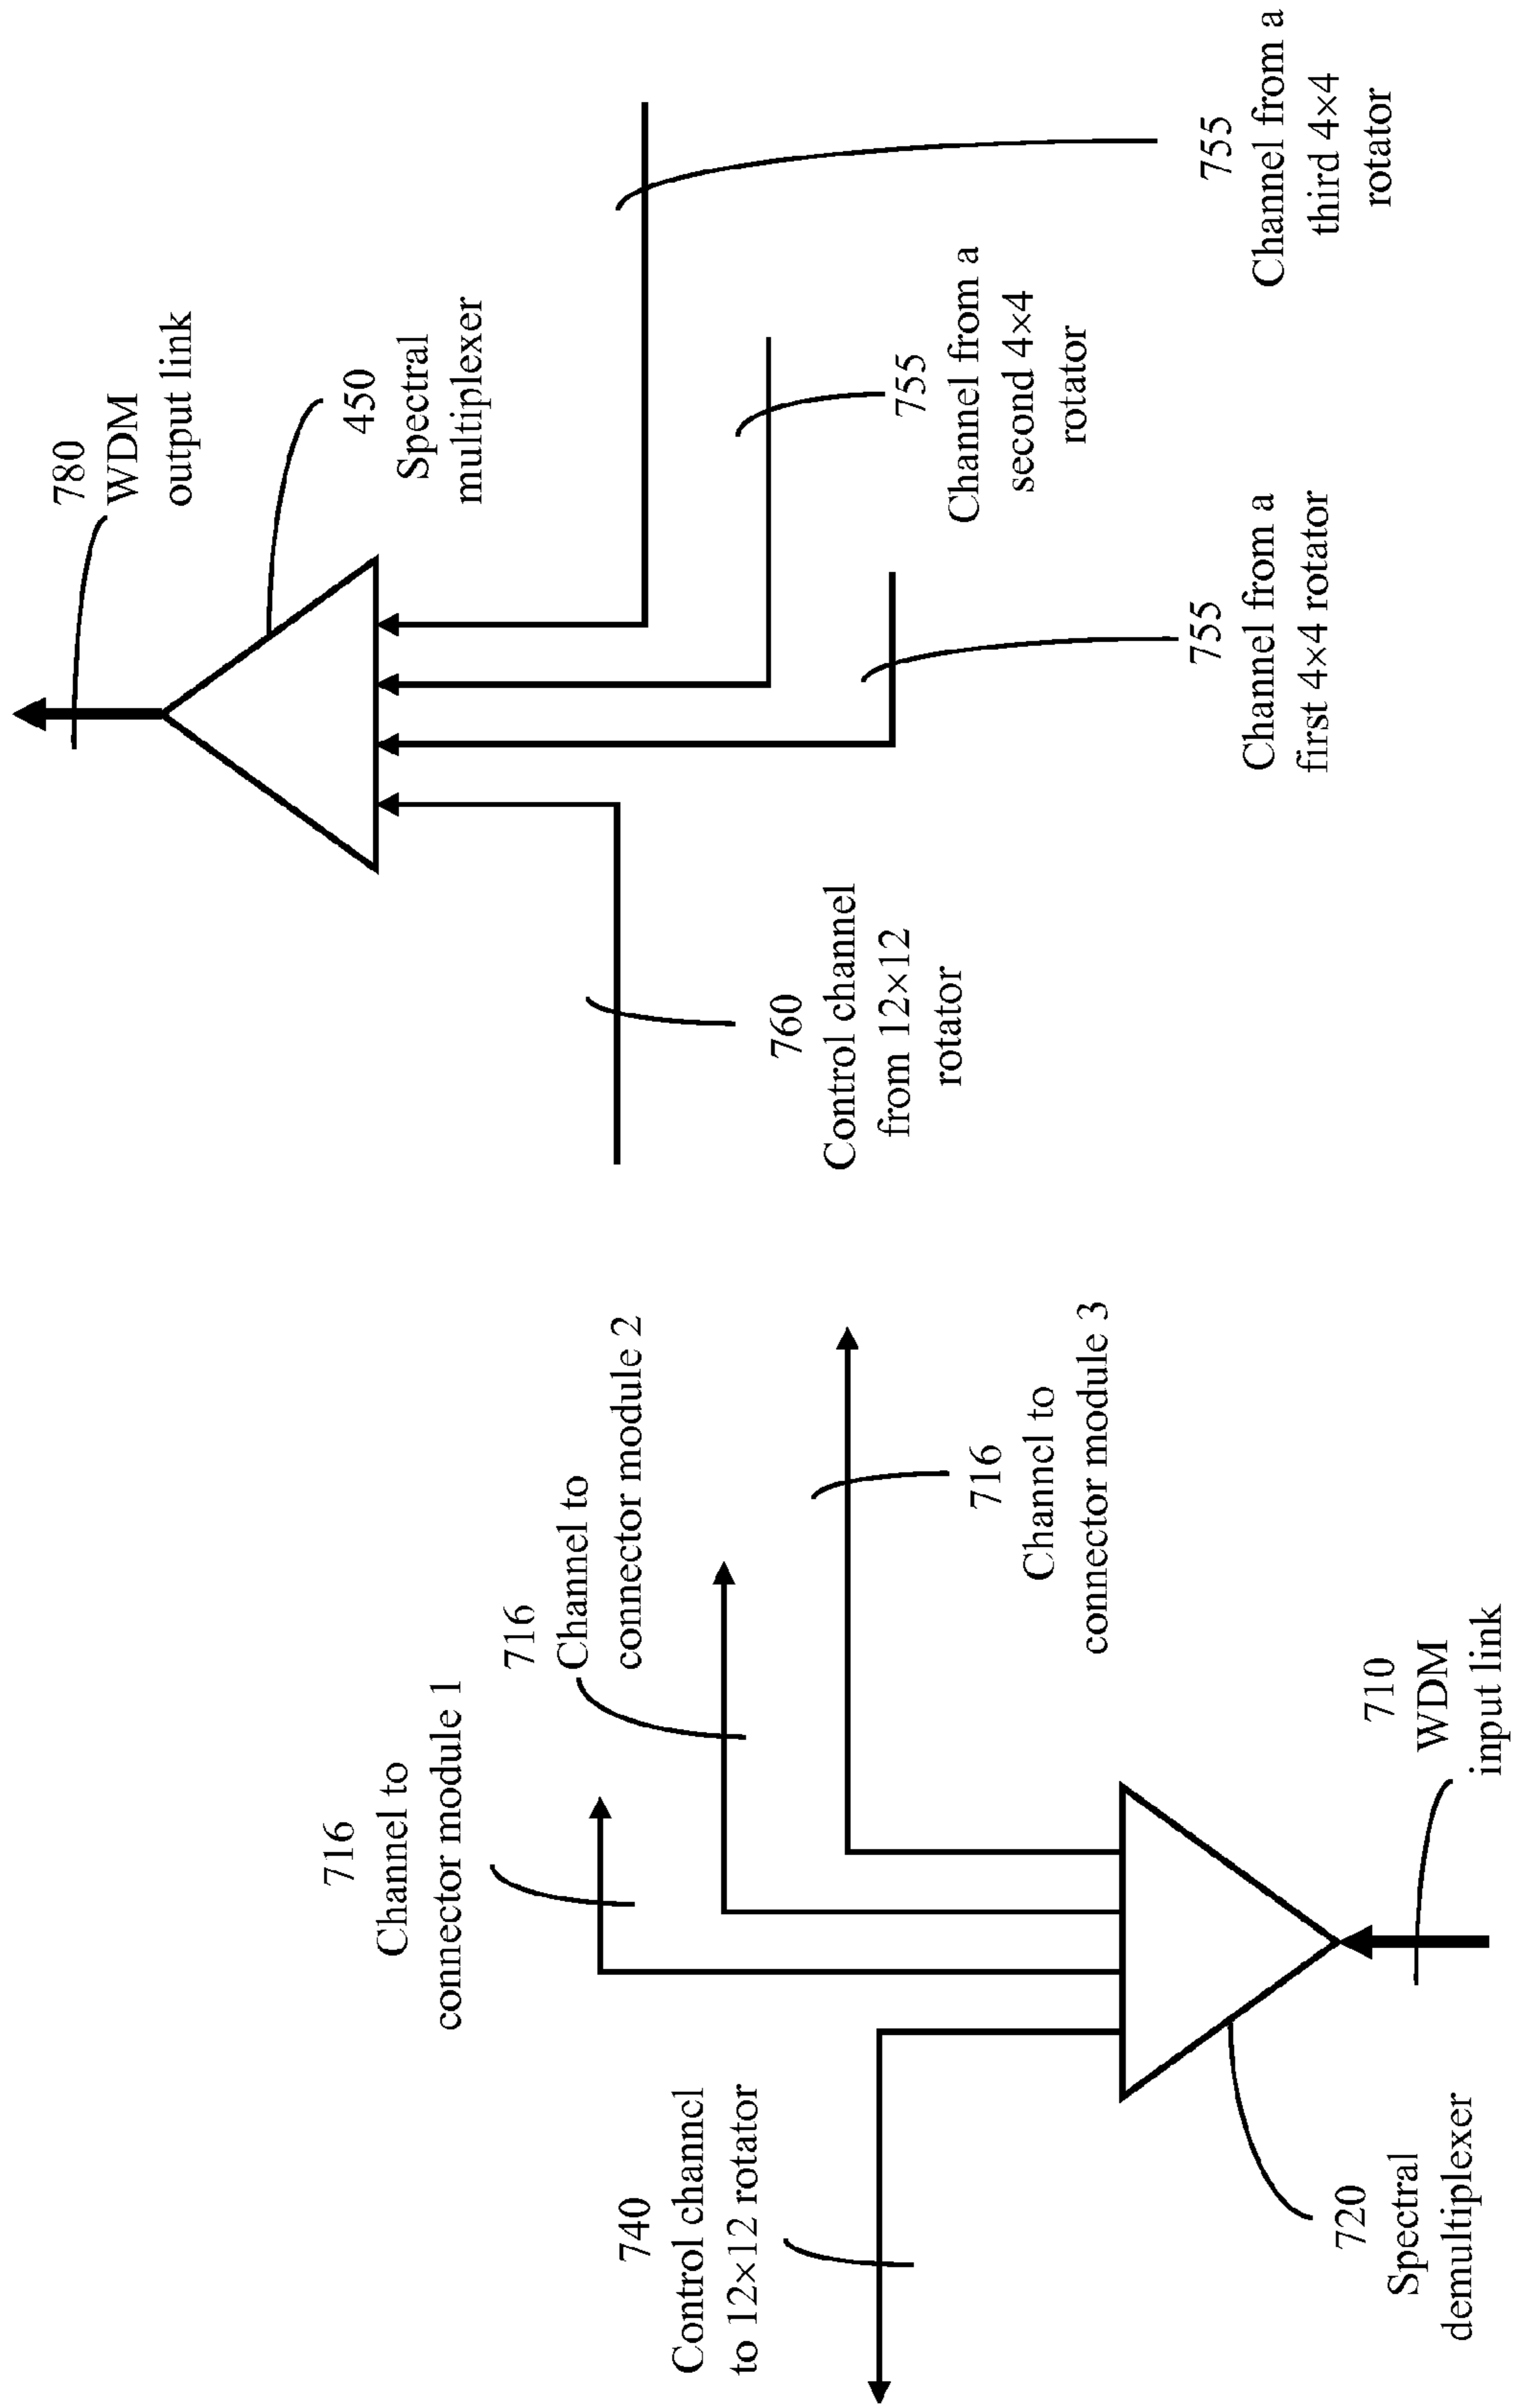 716
Channel to
connector module 1
716
Channel to
connector module 2
716
Channel to
connector module 3
740
Control channel
to 12×12 rotator
720
Spectral
demultiplexer
710
WDM
input link
780
WDM
output link
450
Spectral
multiplexer
760
Control channel
from 12×12
rotator
755
Channel from a
first 4×4 rotator
755
Channel from a
second 4×4
rotator
755
Channel from a
third 4×4
rotator